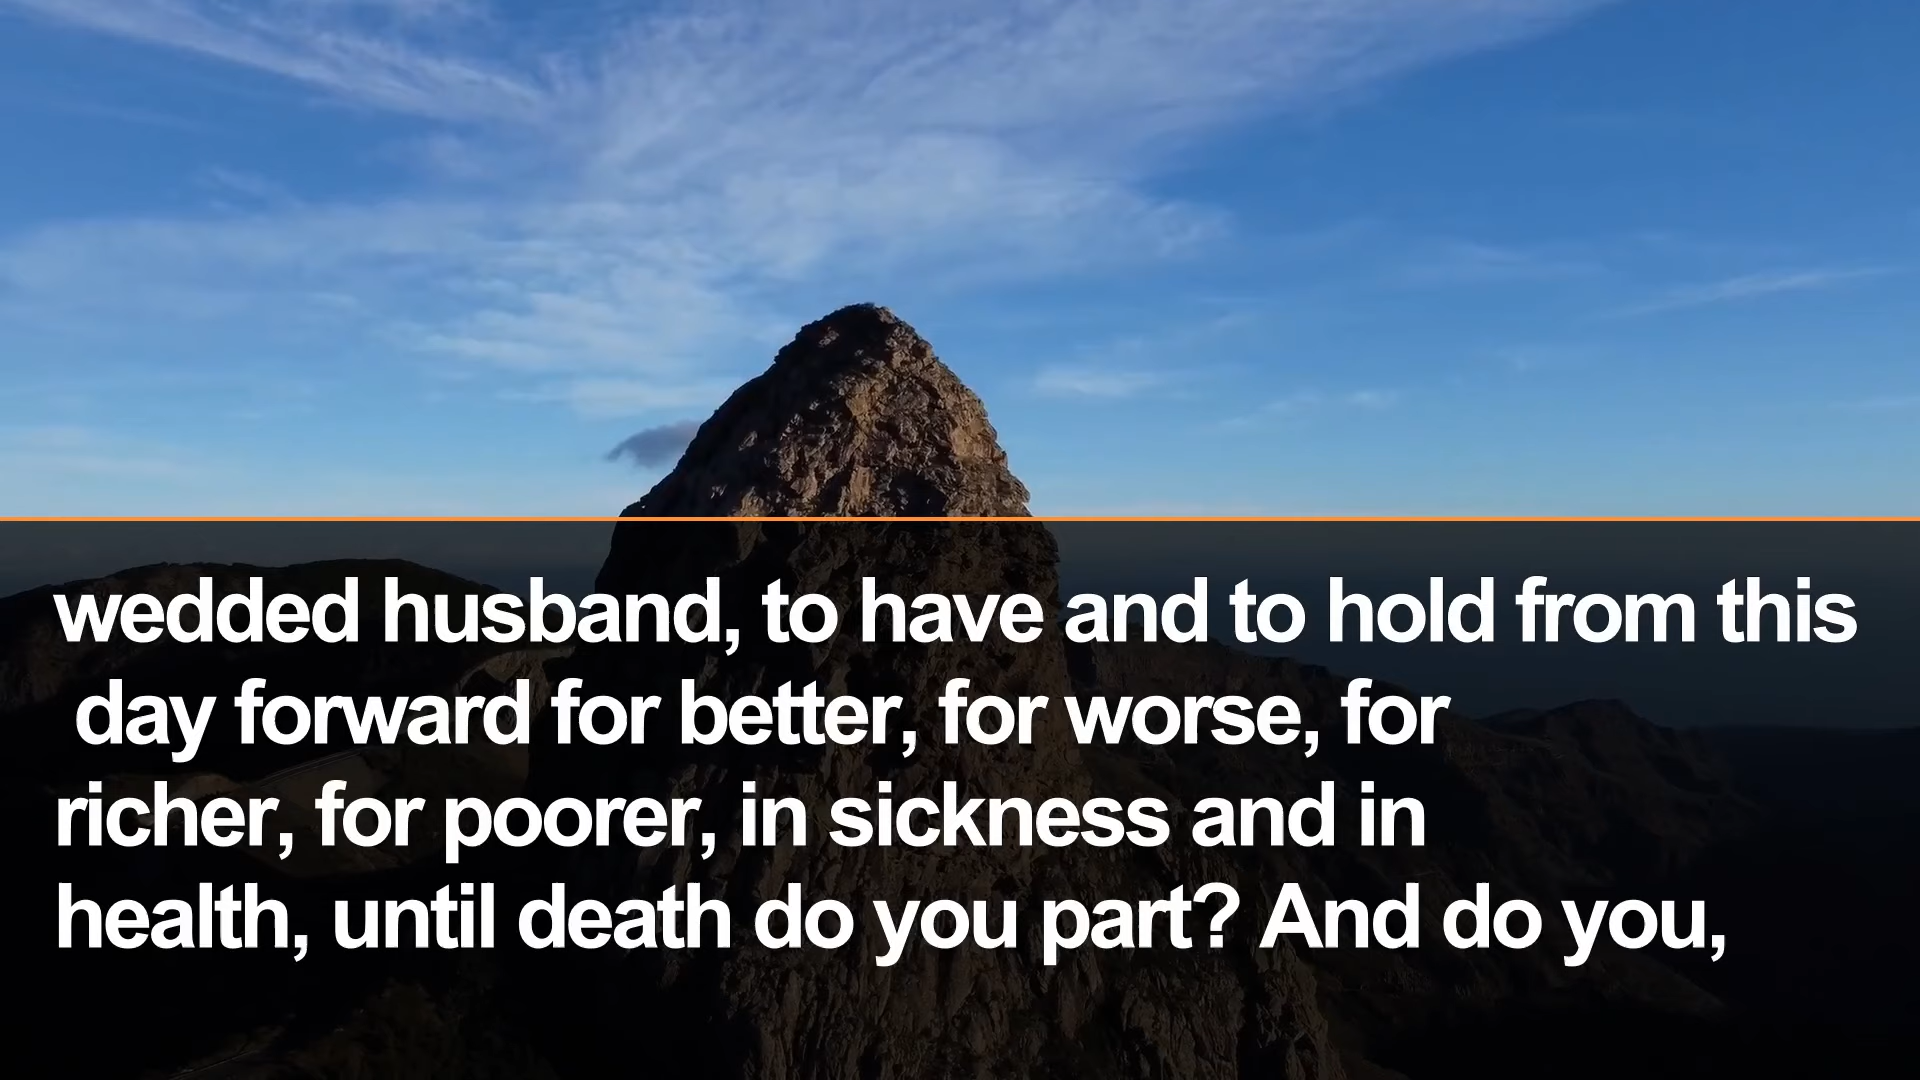 wedded husband, to have and to hold from this
day forward for better, for worse, for
richer, for poorer, in sickness and in
health, until death do you part? And do you,